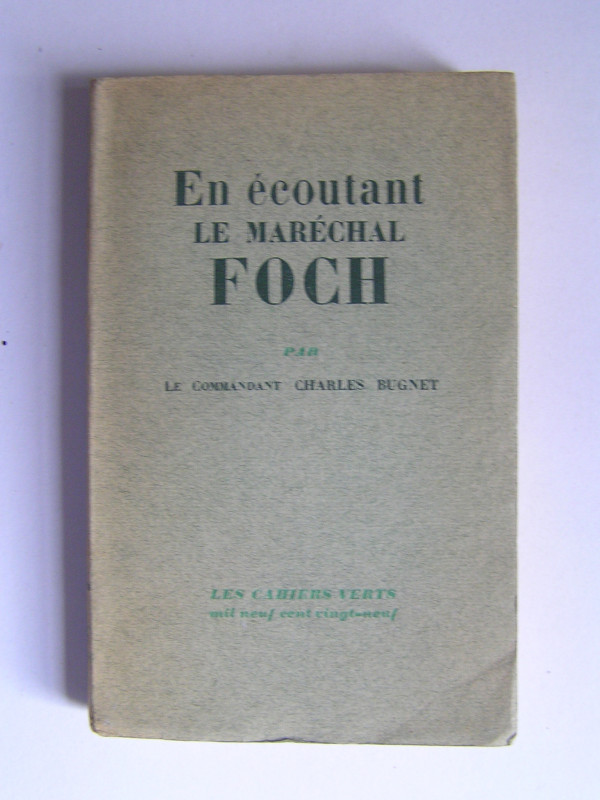 En écoutant
LE MARÉCHAL
FOCH
PAR
LE COMMANDANT CHARLES BUGNET
LES CAHIERS VERTS
mil neuf cent vingt-neuf